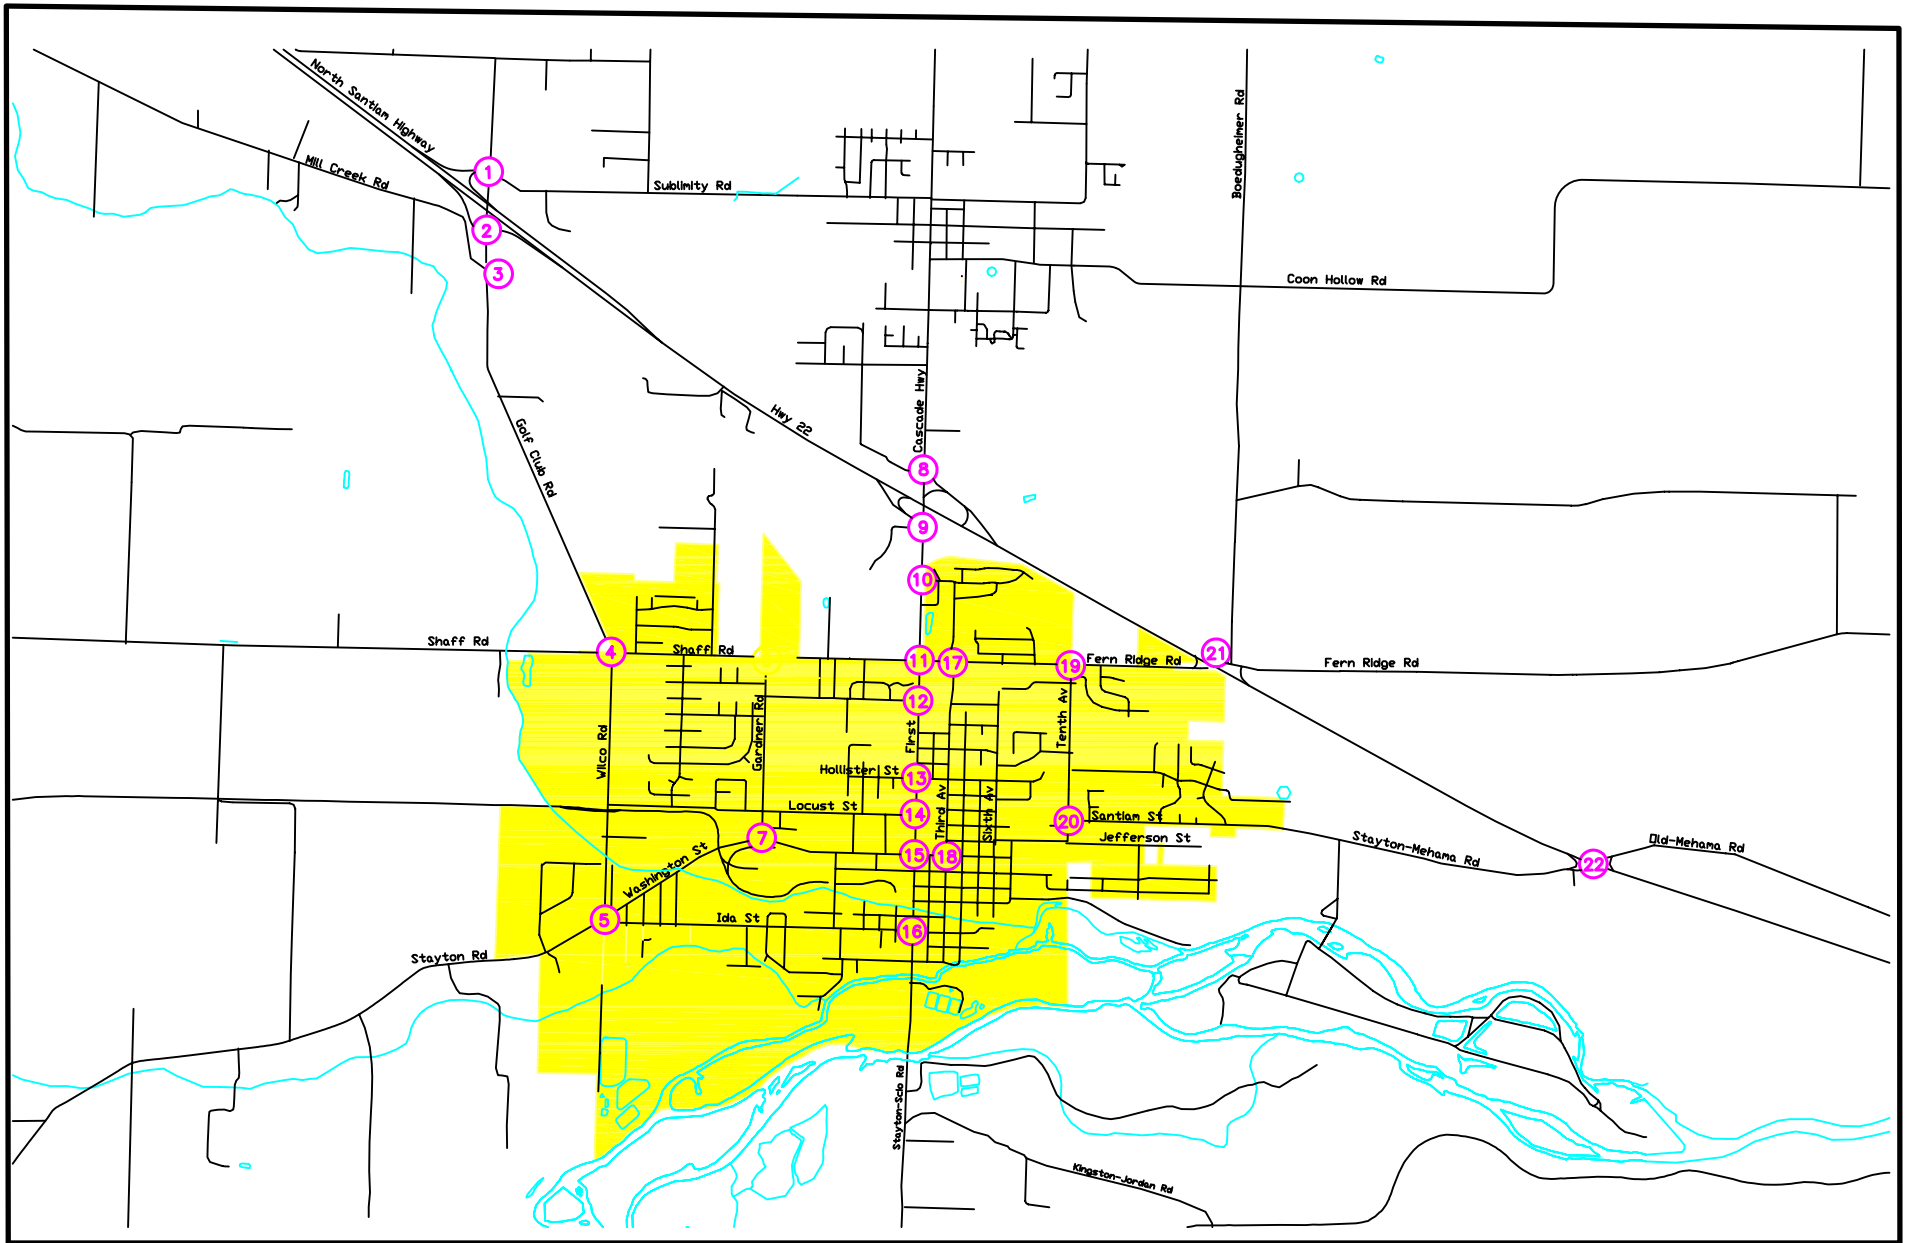 North Santiam Highway
Boedugheimer Rd
Mill Creek Rd
1
Sublimity Rd
2
3
Coon Hollow Rd
Cascade Hwy
Hwy 22
Golf Club Rd
8
9
10
Shaff Rd
4
Shaff Rd
11
17
19
Fern Ridge Rd
21
Fern Ridge Rd
12
Gardner Rd
Tenth Av
First
Wilco Rd
Hollister St
13
Locust St
14
Third Av
Sixth Av
20
Santiam St
Jefferson St
Stayton-Mehama Rd
Old-Mehama Rd
7
15
18
22
Washington St
5
Ida St
16
Stayton Rd
Stayton-Scio Rd
Kingston-Jordan Rd